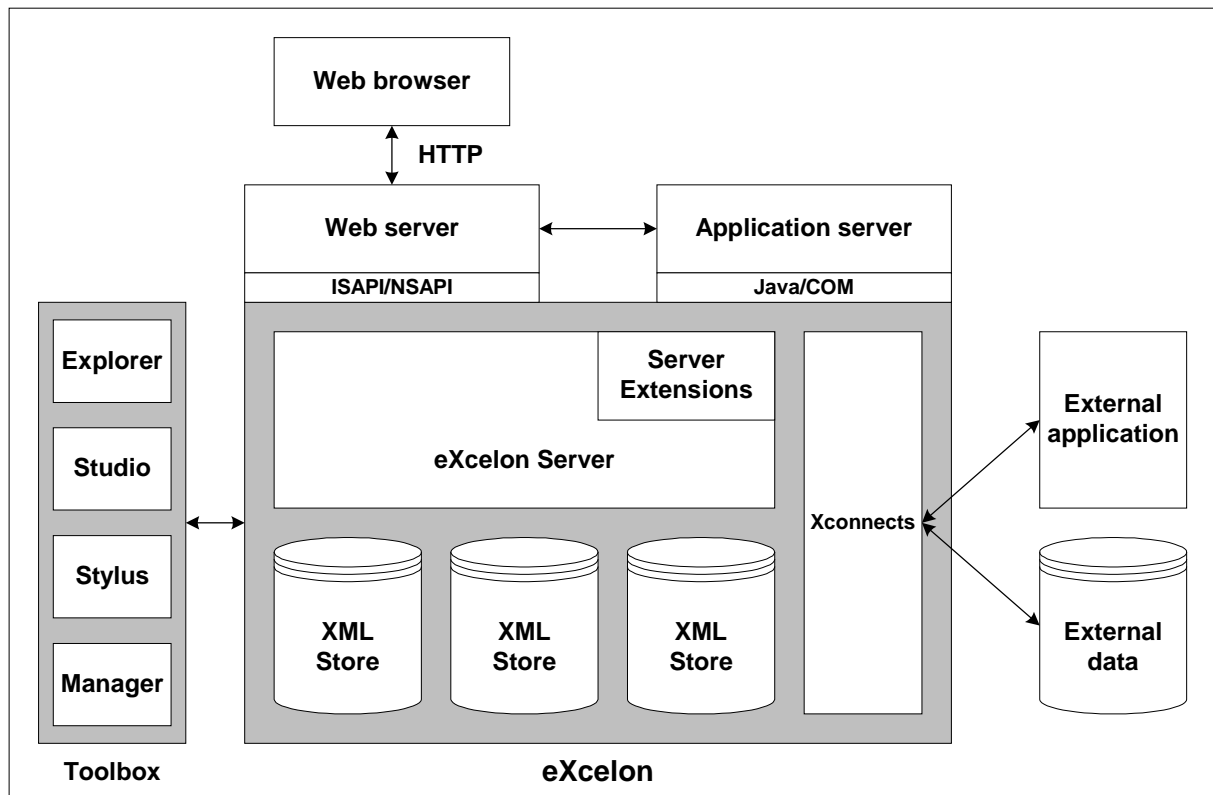 Web browser
HTTP
Web server
Application server
ISAPI/NSAPI
Java/COM
Explorer
Studio
Stylus
Manager
Toolbox
Server
Extensions
eXcelon Server
XML
Store
XML
Store
XML
Store
Xconnects
eXcelon
External
application
External
data